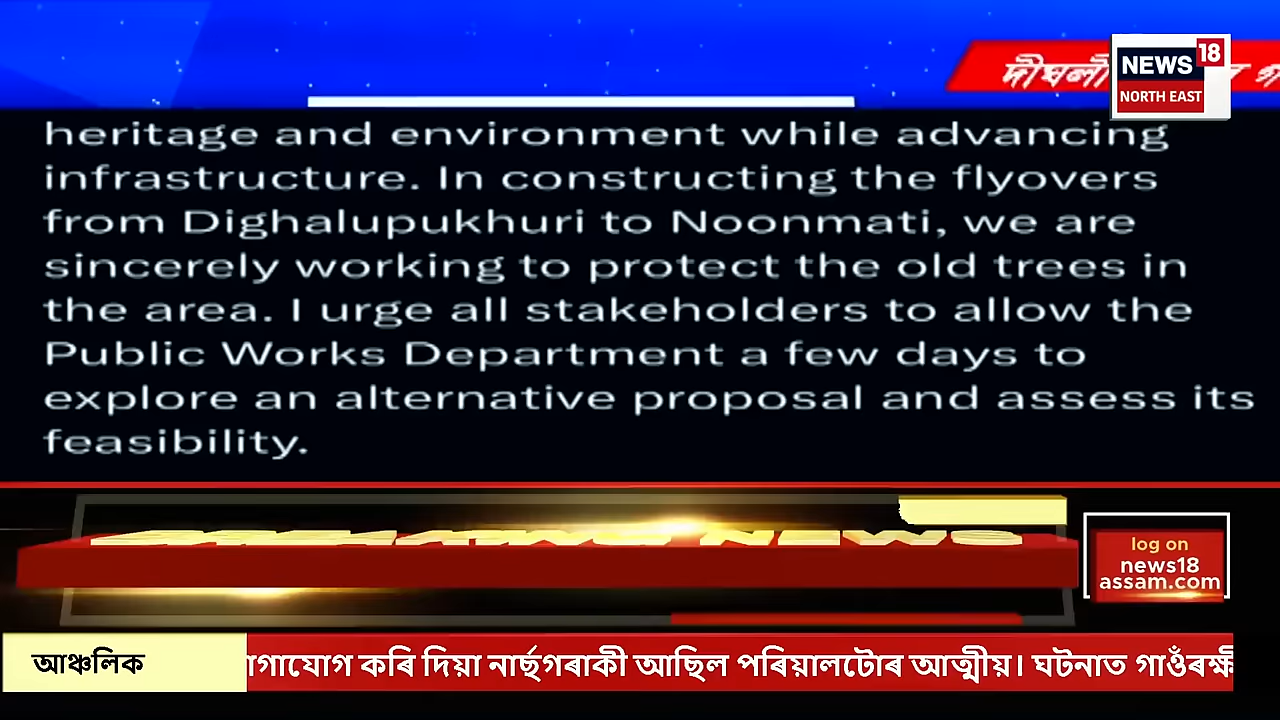 NEWS 18
NORTH EAST
heritage and environment while advancing
infrastructure. In constructing the flyovers
from Dighalupukhuri to Noonmati, we are
sincerely working to protect the old trees in
the area. I urge all stakeholders to allow the
Public Works Department a few days to
explore an alternative proposal and assess its
feasibility.
BREAKING NEWS
log on
news18
assam.com
আঞ্চলিক
াগাযোগ কৰি দিয়া নাৰ্ছগৰাকী আছিল পৰিয়ালটোৰ আত্মীয়। ঘটনাত গাওঁৰক্ষী